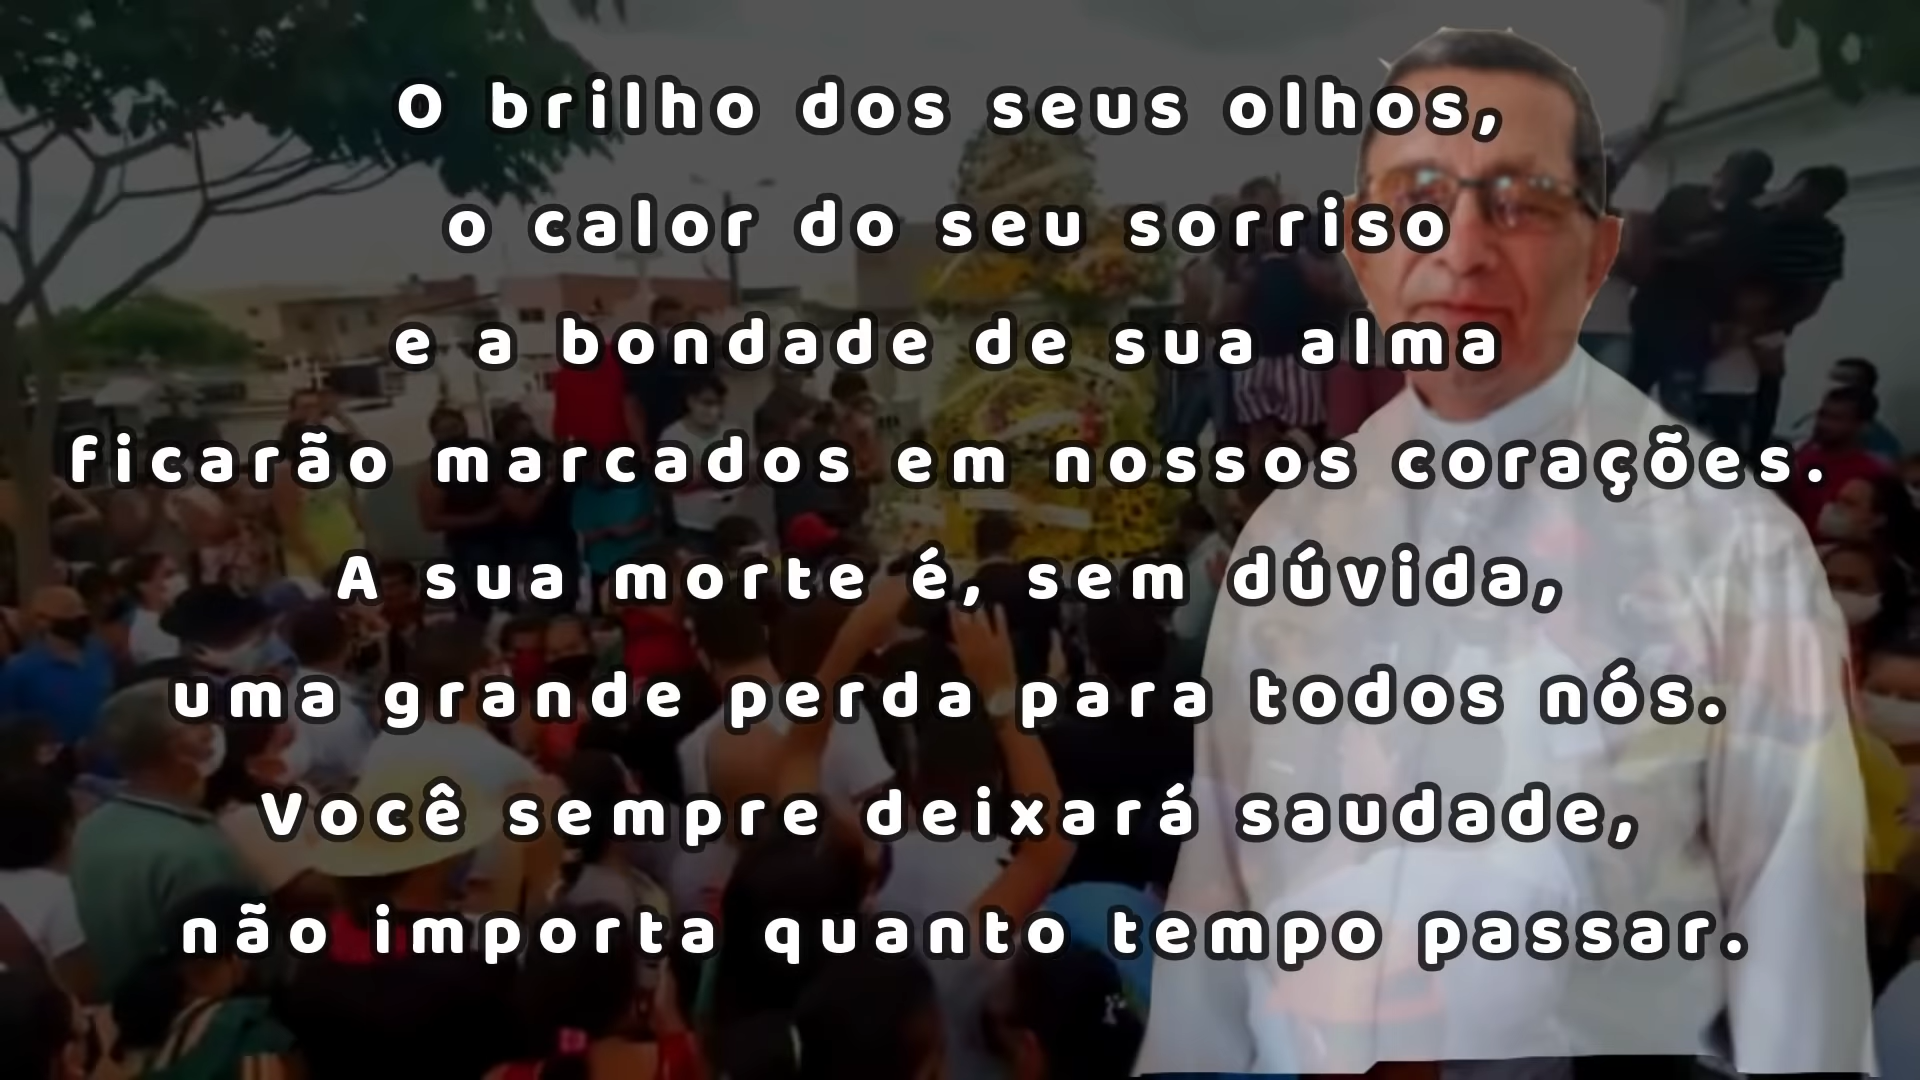 O brilho dos seus olhos,
o calor do seu sorriso
e a bondade de sua alma
ficarão marcados em nossos corações.
A sua morte é, sem dúvida,
uma grande perda para todos nós.
Você sempre deixará saudade,
não importa quanto tempo passar.